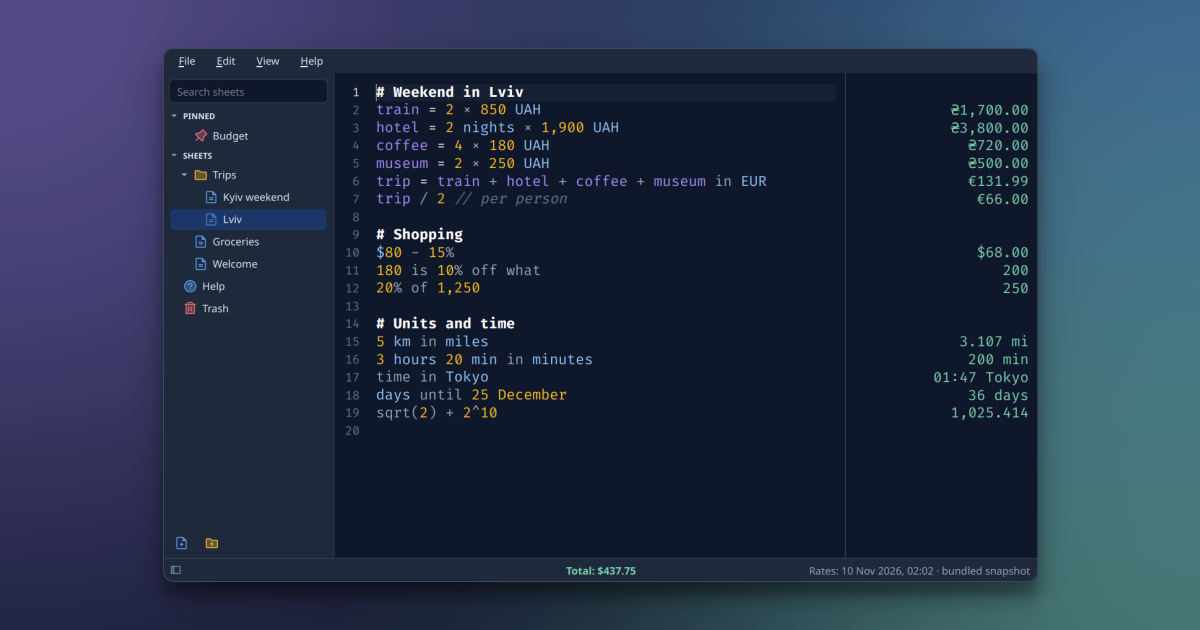 File Edit View Help
Search sheets
PINNED
Budget
SHEETS
Trips
Kyiv weekend
Lviv
Groceries
Welcome
Help
Trash
1 # Weekend in Lviv
2 train = 2 × 850 UAH ₴1,700.00
3 hotel = 2 nights × 1,900 UAH ₴3,800.00
4 coffee = 4 × 180 UAH ₴720.00
5 museum = 2 × 250 UAH ₴500.00
6 trip = train + hotel + coffee + museum in EUR €131.99
7 trip / 2 // per person €66.00
8
9 # Shopping
10 $80 − 15% $68.00
11 180 is 10% off what 200
12 20% of 1,250 250
13
14 # Units and time
15 5 km in miles 3.107 mi
16 3 hours 20 min in minutes 200 min
17 time in Tokyo 01:47 Tokyo
18 days until 25 December 36 days
19 sqrt(2) + 2^10 1,025.414
20
Total: $437.75
Rates: 10 Nov 2026, 02:02 · bundled snapshot